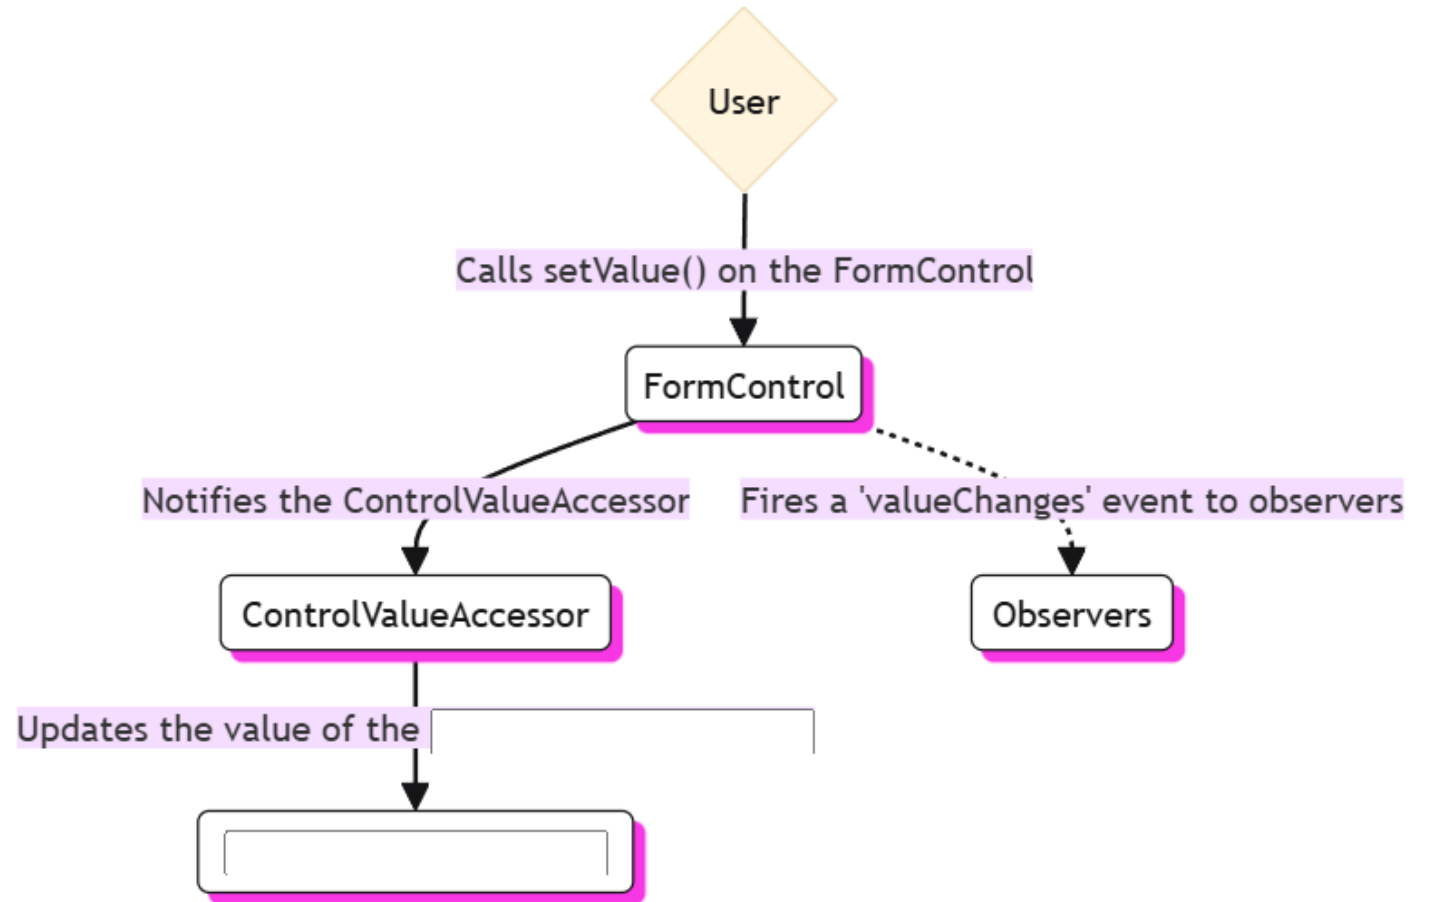 User
Calls setValue() on the FormControl
FormControl
Notifies the ControlValueAccessor
Fires a 'valueChanges' event to observers
ControlValueAccessor
Observers
Updates the value of the